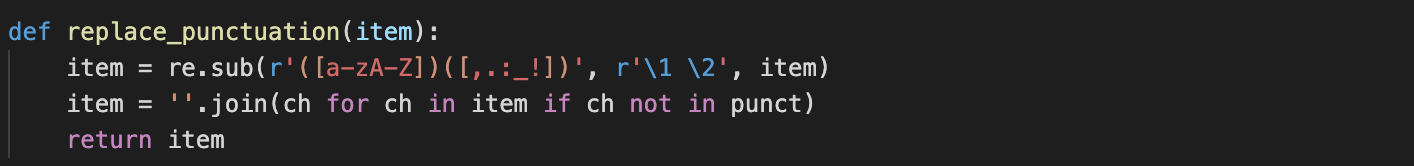 def replace_punctuation(item):
    item = re.sub(r'([a-zA-Z])([,.:_!])', r'\1 \2', item)
    item = ''.join(ch for ch in item if ch not in punct)
    return item